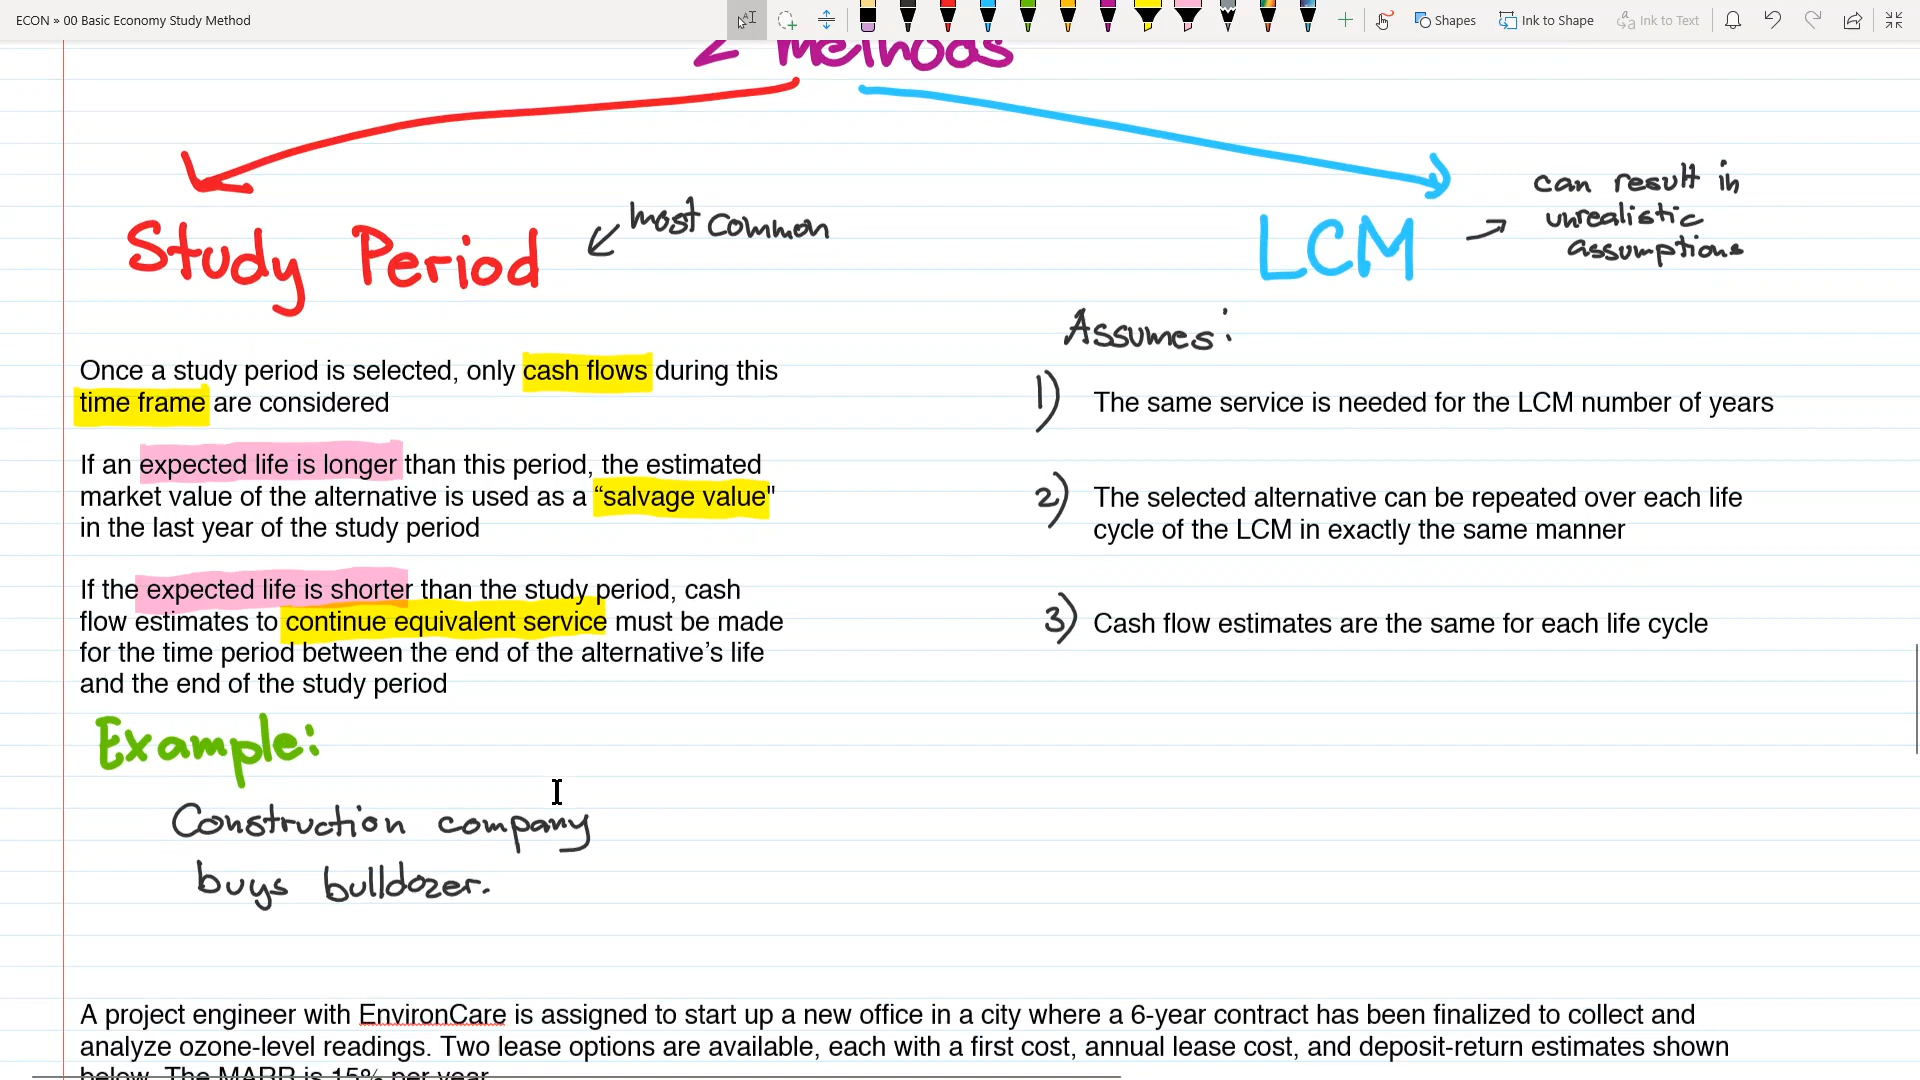 ECON » 00 Basic Economy Study Method
Shapes
Ink to Shape
Ink to Text
2 Methods
Study Period
most common
LCM
can result in
unrealistic
assumptions
Once a study period is selected, only cash flows during this
time frame are considered
If an expected life is longer than this period, the estimated
market value of the alternative is used as a “salvage value"
in the last year of the study period
If the expected life is shorter than the study period, cash
flow estimates to continue equivalent service must be made
for the time period between the end of the alternative’s life
and the end of the study period
Assumes:
1) The same service is needed for the LCM number of years
2) The selected alternative can be repeated over each life
cycle of the LCM in exactly the same manner
3) Cash flow estimates are the same for each life cycle
Example:
Construction company
buys bulldozer.
A project engineer with EnvironCare is assigned to start up a new office in a city where a 6-year contract has been finalized to collect and
analyze ozone-level readings. Two lease options are available, each with a first cost, annual lease cost, and deposit-return estimates shown
below. The MARR is 15% per year